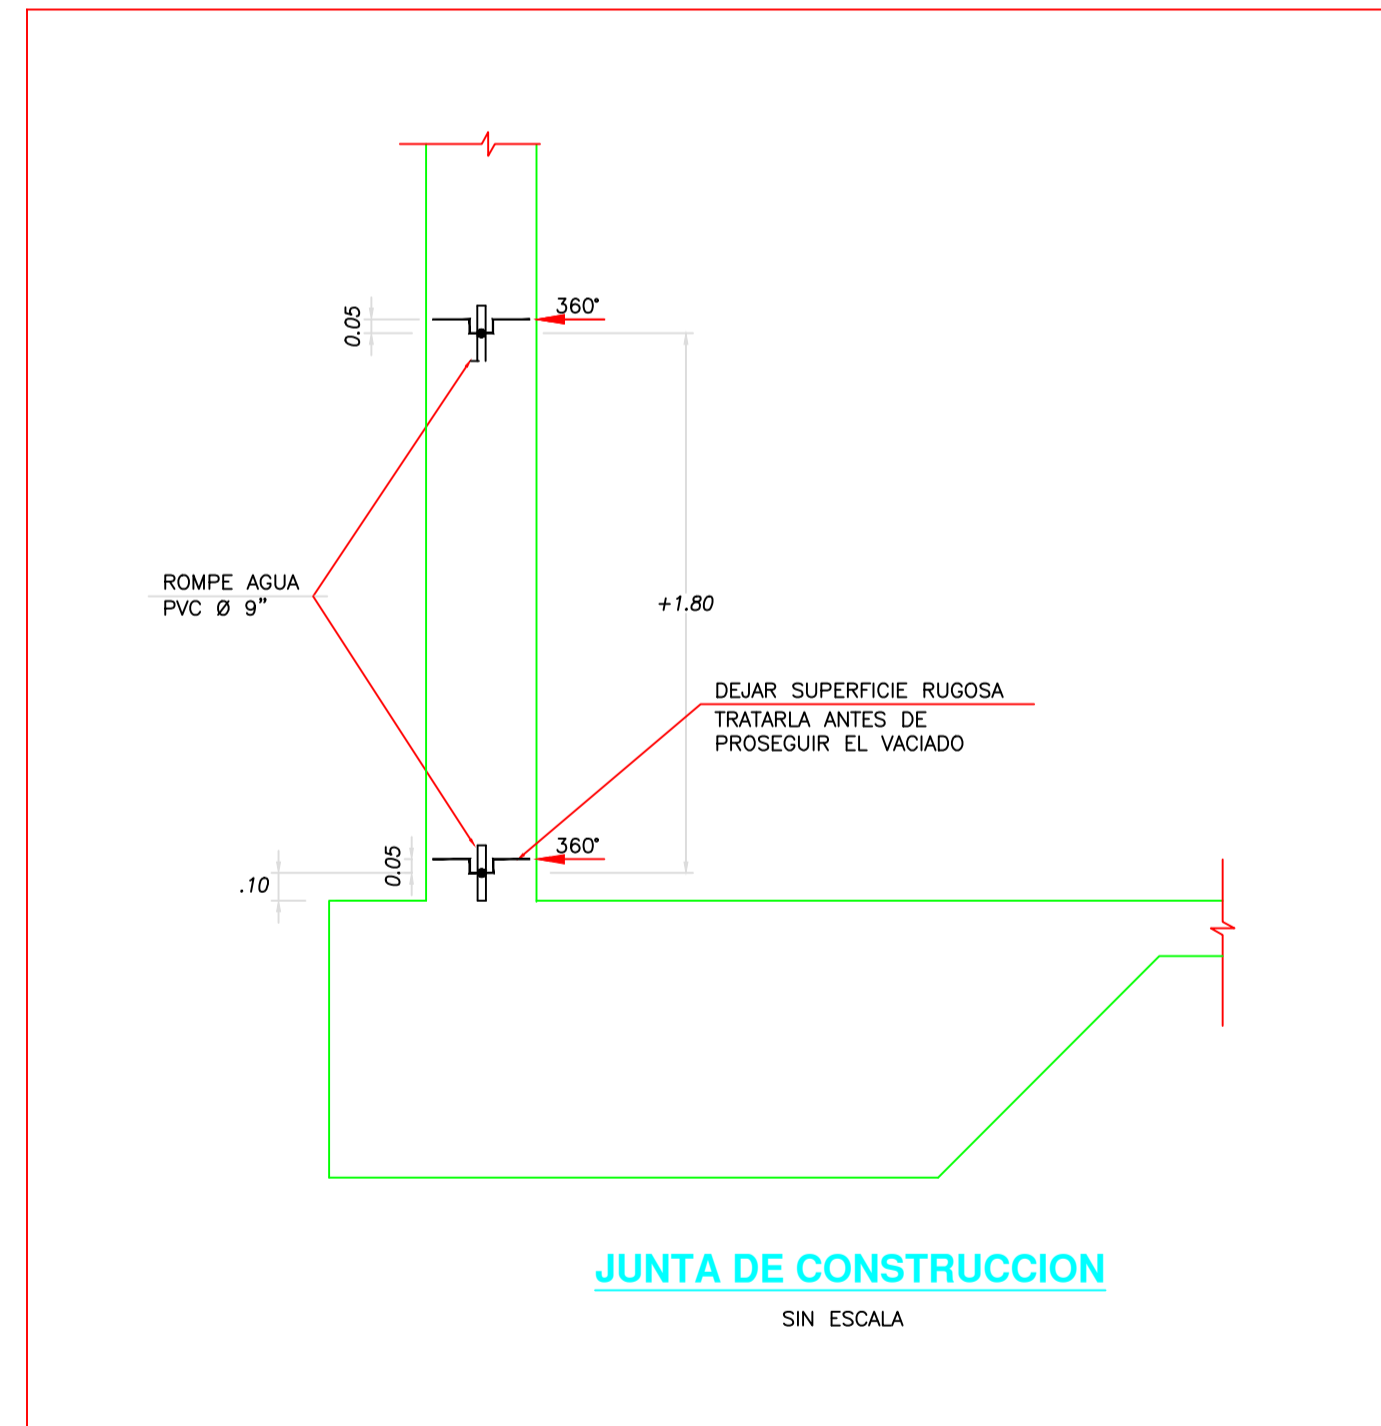 360°
0.05
ROMPE AGUA
PVC Ø 9”
+1.80
DEJAR SUPERFICIE RUGOSA
TRATARLA ANTES DE
PROSEGUIR EL VACIADO
360°
0.05
.10
JUNTA DE CONSTRUCCION
SIN ESCALA